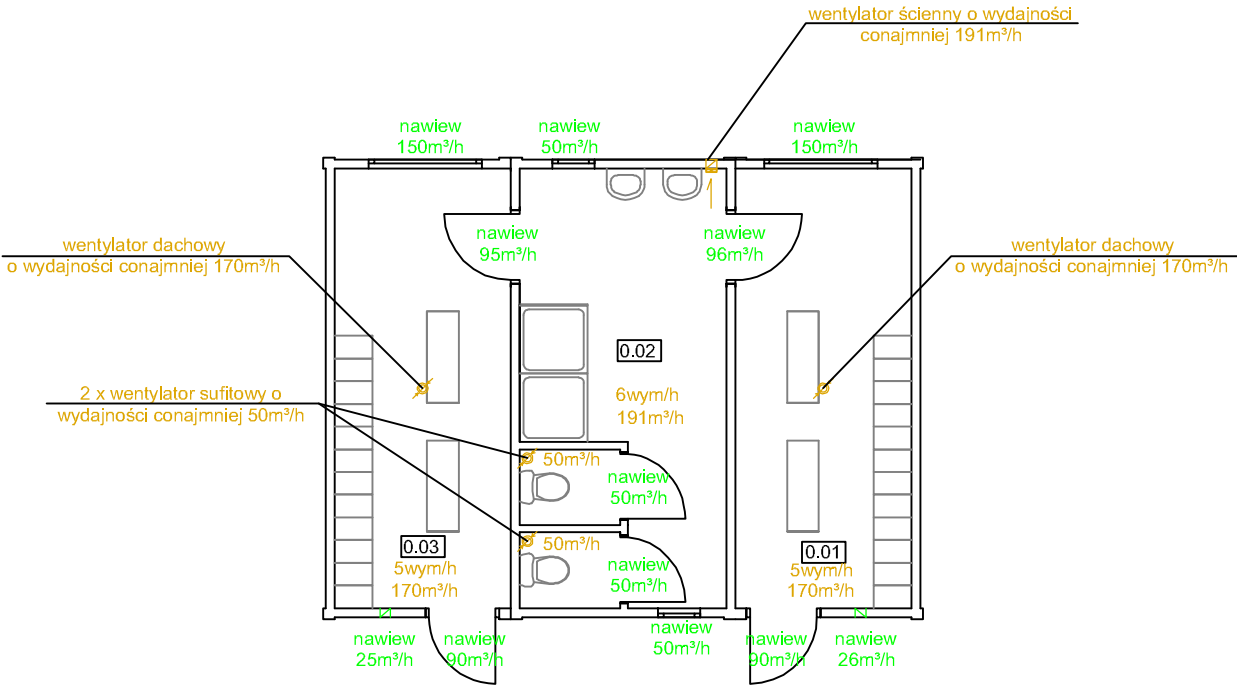 wentylator ścienny o wydajności
conajmniej 191m³/h
nawiew
150m³/h
nawiew
50m³/h
nawiew
150m³/h
nawiew
95m³/h
nawiew
96m³/h
wentylator dachowy
o wydajności conajmniej 170m³/h
wentylator dachowy
o wydajności conajmniej 170m³/h
0.02
6wym/h
191m³/h
2 x wentylator sufitowy o
wydajności conajmniej 50m³/h
50m³/h
nawiew
50m³/h
50m³/h
nawiew
50m³/h
0.03
5wym/h
170m³/h
0.01
5wym/h
170m³/h
nawiew
25m³/h
nawiew
90m³/h
nawiew
50m³/h
nawiew
90m³/h
nawiew
26m³/h